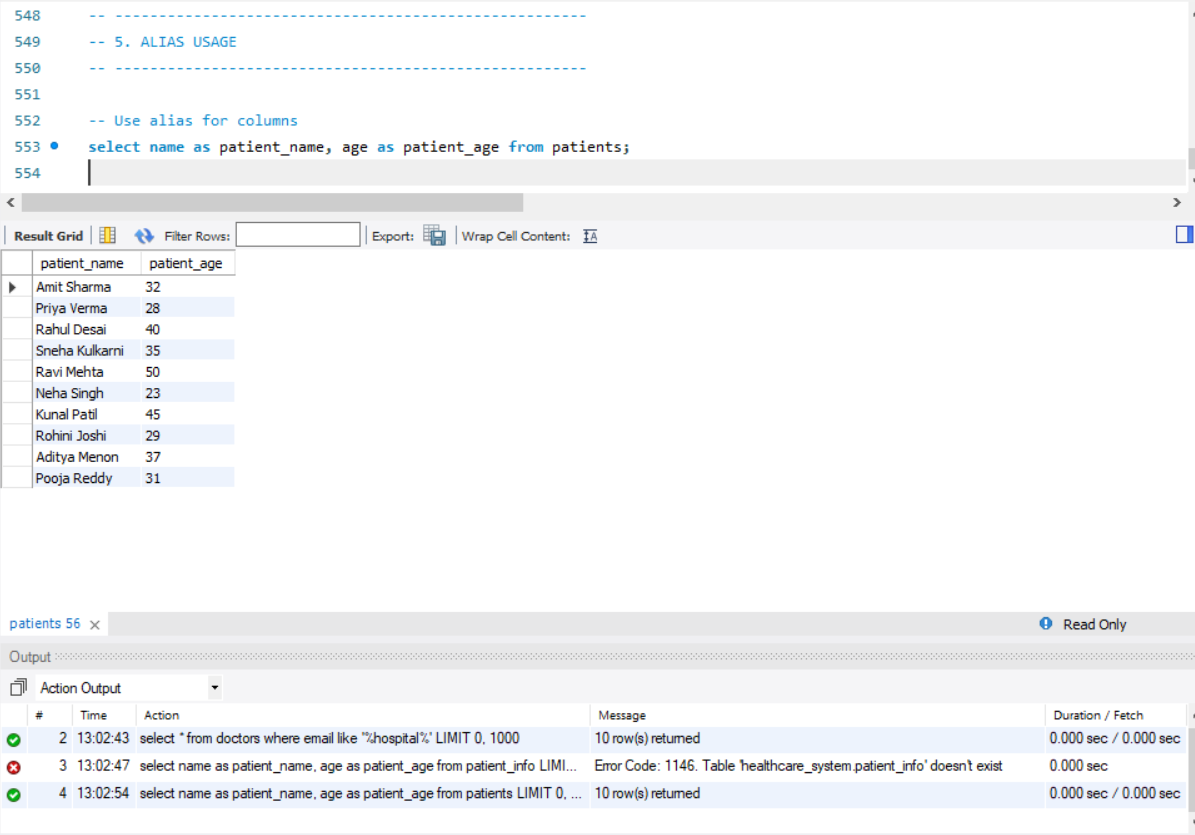 548 -- ------------------------------------------------------
549 -- 5. ALIAS USAGE
550 -- ------------------------------------------------------
551
552 -- Use alias for columns
553 select name as patient_name, age as patient_age from patients;
554
Result Grid Filter Rows: Export: Wrap Cell Content:
patient_name patient_age
Amit Sharma 32
Priya Verma 28
Rahul Desai 40
Sneha Kulkarni 35
Ravi Mehta 50
Neha Singh 23
Kunal Patil 45
Rohini Joshi 29
Aditya Menon 37
Pooja Reddy 31
patients 56 Read Only
Output
Action Output
# Time Action Message Duration / Fetch
2 13:02:43 select * from doctors where email like '%hospital%' LIMIT 0, 1000 10 row(s) returned 0.000 sec / 0.000 sec
3 13:02:47 select name as patient_name, age as patient_age from patient_info LIMI... Error Code: 1146. Table 'healthcare_system.patient_info' doesn't exist 0.000 sec
4 13:02:54 select name as patient_name, age as patient_age from patients LIMIT 0, ... 10 row(s) returned 0.000 sec / 0.000 sec